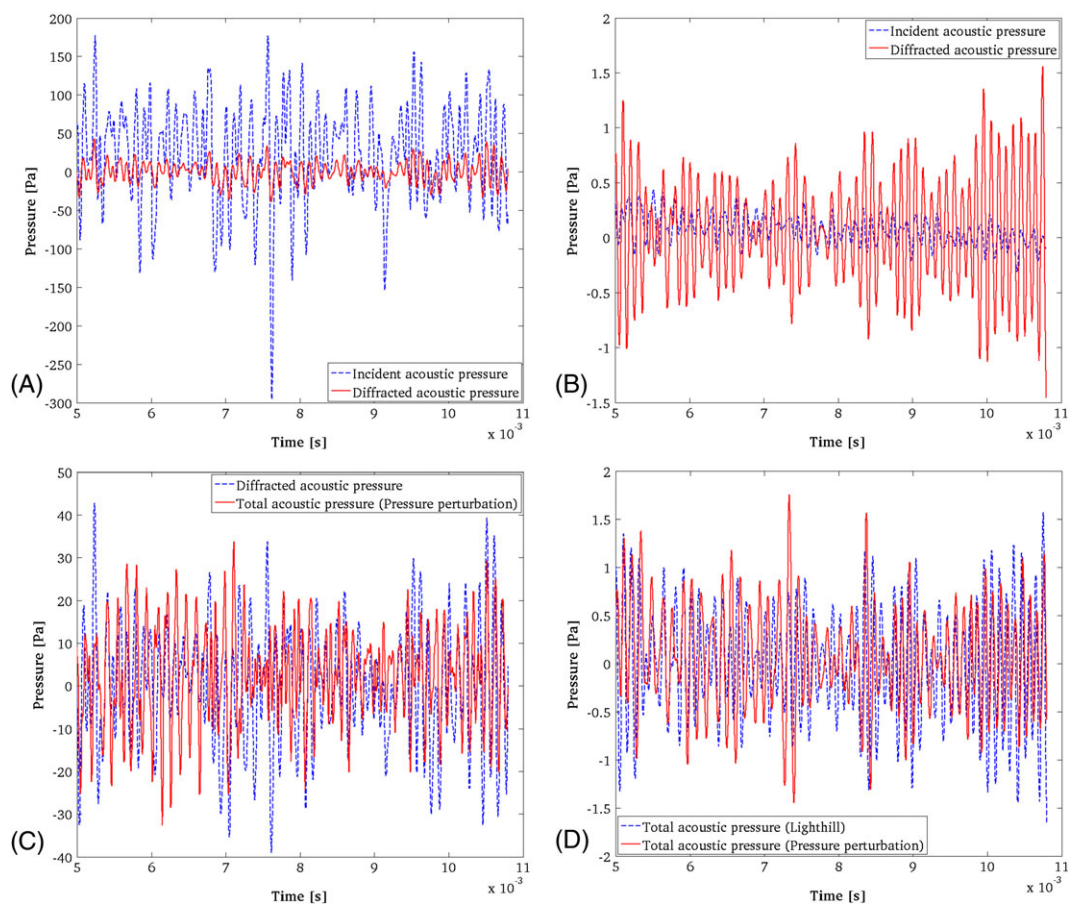 200
150
100
50
0
-50
-100
-150
-200
-250
-300
Pressure [Pa]
Incident acoustic pressure
Diffracted acoustic pressure
(A)
5 6 7 8 9 10 11
x 10⁻³
Time [s]
2
1.5
1
0.5
0
-0.5
-1
-1.5
Pressure [Pa]
Incident acoustic pressure
Diffracted acoustic pressure
(B)
5 6 7 8 9 10 11
x 10⁻³
Time [s]
50
40
30
20
10
0
-10
-20
-30
-40
Pressure [Pa]
Diffracted acoustic pressure
Total acoustic pressure (Pressure perturbation)
(C)
5 6 7 8 9 10 11
x 10⁻³
Time [s]
2
1.5
1
0.5
0
-0.5
-1
-1.5
-2
Pressure [Pa]
Total acoustic pressure (Lighthill)
Total acoustic pressure (Pressure perturbation)
(D)
5 6 7 8 9 10 11
x 10⁻³
Time [s]